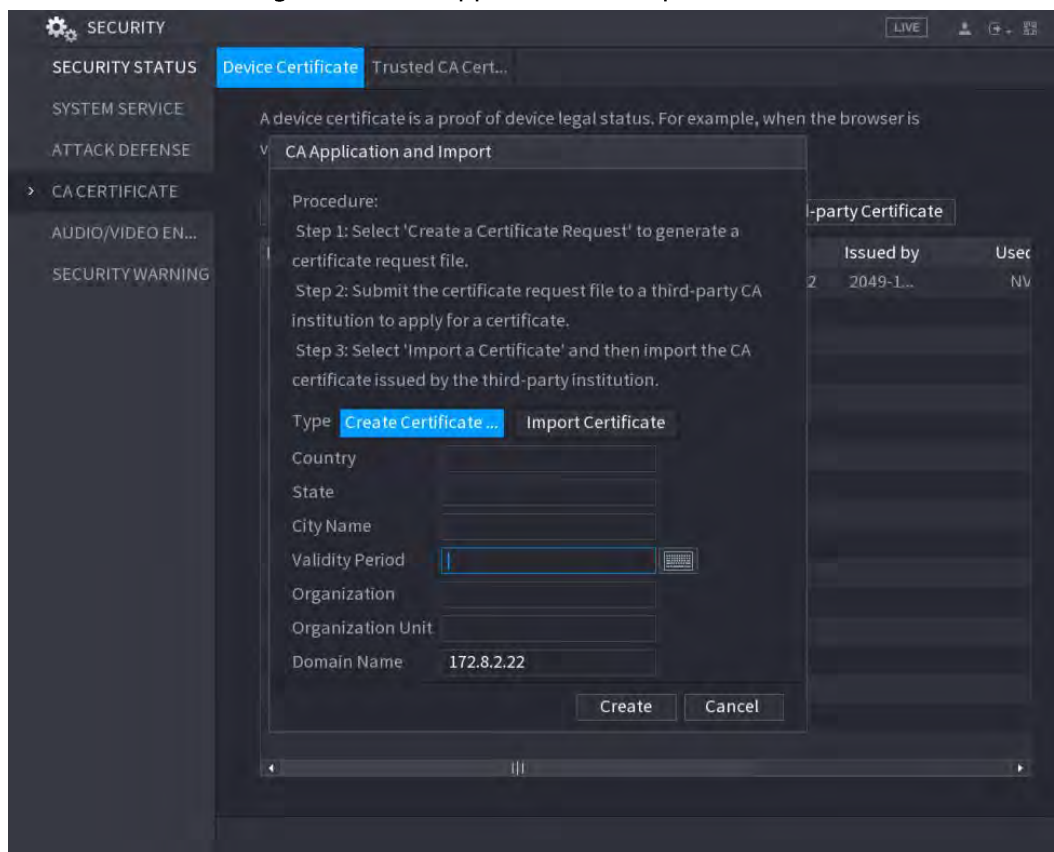 SECURITY
LIVE
SECURITY STATUS
Device Certificate
Trusted CA Cert...
SYSTEM SERVICE
ATTACK DEFENSE
CA CERTIFICATE
AUDIO/VIDEO EN...
SECURITY WARNING
A device certificate is a proof of device legal status. For example, when the browser is
CA Application and Import
Procedure:
Step 1: Select 'Create a Certificate Request' to generate a
certificate request file.
Step 2: Submit the certificate request file to a third-party CA
institution to apply for a certificate.
Step 3: Select 'Import a Certificate' and then import the CA
certificate issued by the third-party institution.
Type Create Certificate ... Import Certificate
Country
State
City Name
Validity Period
Organization
Organization Unit
Domain Name 172.8.2.22
Create Cancel
-party Certificate
Issued by
2 2049-1... NV